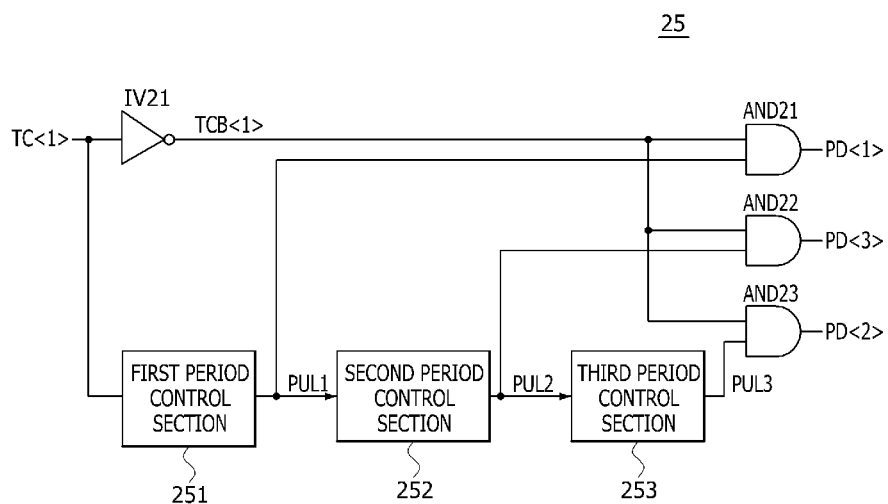 25
IV21
TC<1>
TCB<1>
AND21
PD<1>
AND22
PD<3>
AND23
PD<2>
FIRST PERIOD
CONTROL
SECTION
PUL1
SECOND PERIOD
CONTROL
SECTION
PUL2
THIRD PERIOD
CONTROL
SECTION
PUL3
251
252
253